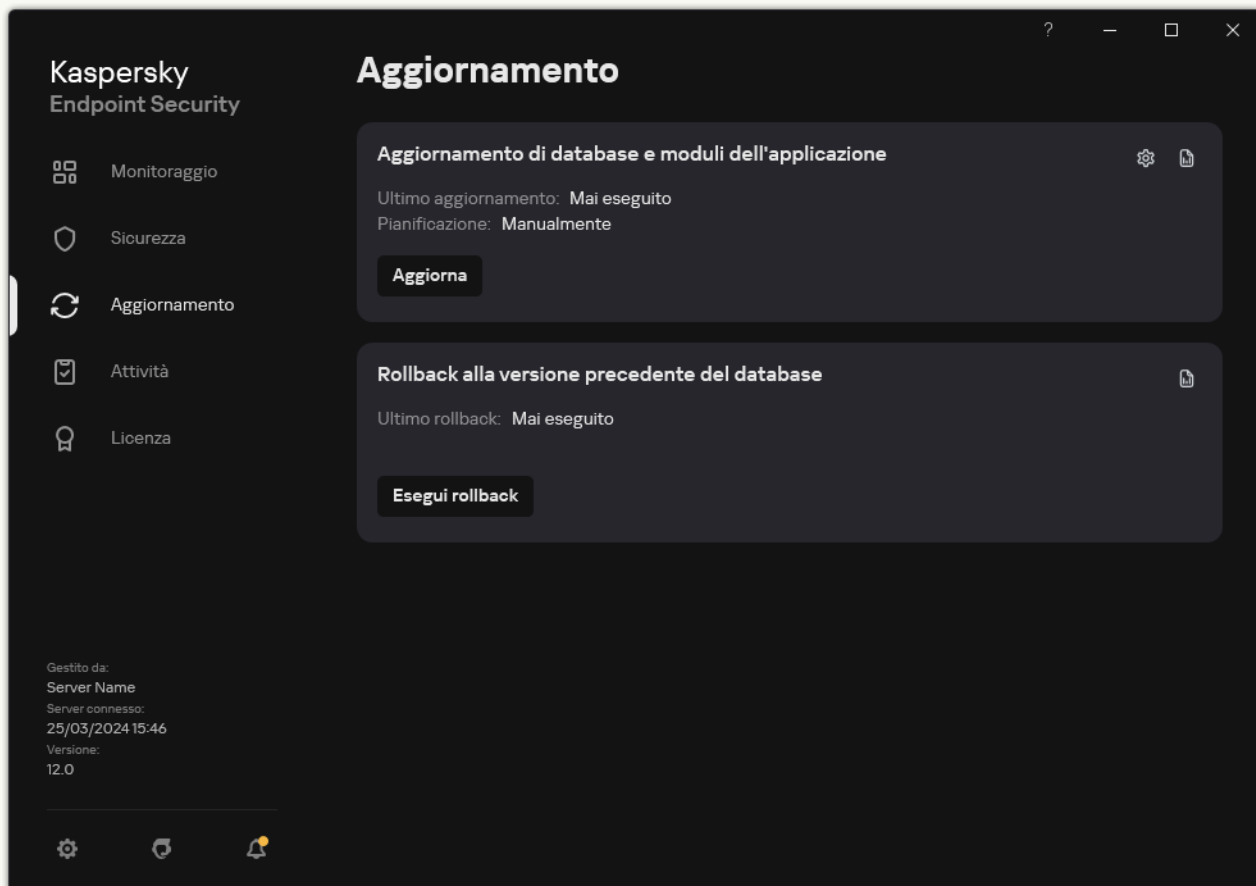 ?
Kaspersky
Endpoint Security
Monitoraggio
Sicurezza
Aggiornamento
Attività
Licenza
Gestito da:
Server Name
Server connesso:
25/03/2024 15:46
Versione:
12.0
Aggiornamento
Aggiornamento di database e moduli dell'applicazione
Ultimo aggiornamento: Mai eseguito
Pianificazione: Manualmente
Aggiorna
Rollback alla versione precedente del database
Ultimo rollback: Mai eseguito
Esegui rollback